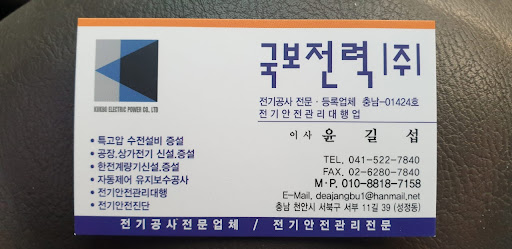 KUKBO ELECTRIC POWER CO., LTD
국보전력(주)
전기공사 전문 · 등록업체 충남-01424호
전기안전관리대행업
이사 윤길섭
• 특고압 수전설비 증설
• 공장.상가전기 신설.증설
• 한전계량기신설.증설
• 자동제어 유지보수공사
• 전기안전관리대행
• 전기안전진단
TEL, 041-522-7840
FAX, 02-6280-7840
M·P, 010-8818-7158
E-Mail, deajangbu1@hanmail,net
충남 천안시 서북구 서부 11길 39 (성정동)
전기공사전문업체 / 전기안전관리전문